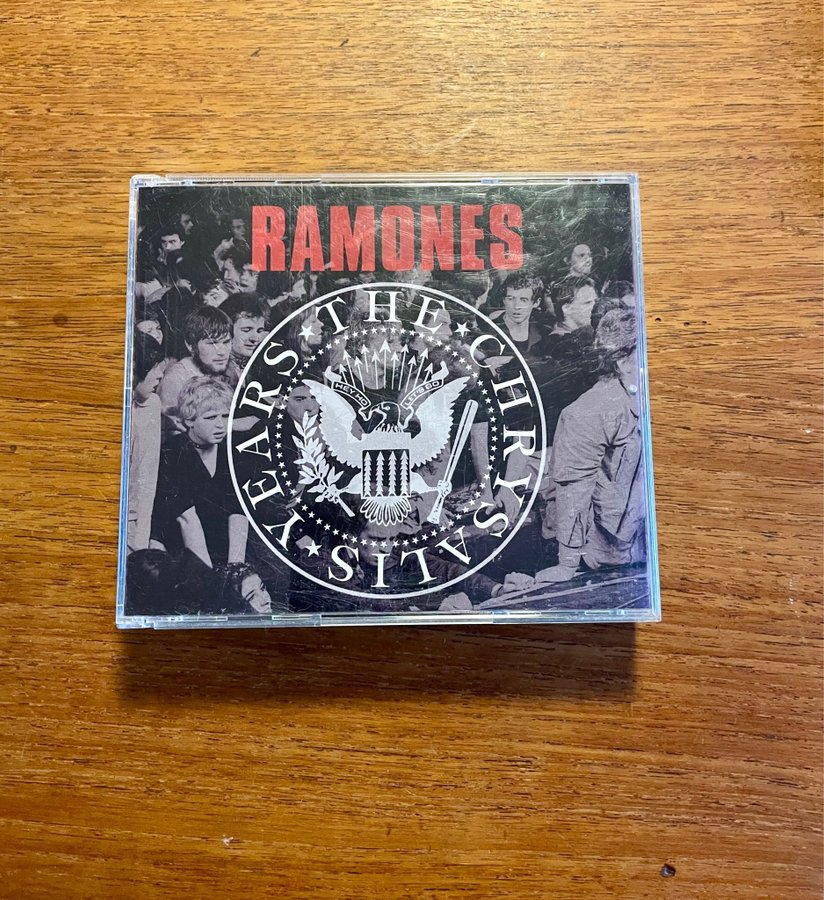 RAMONES
THE CHRYSALIS YEARS
HEY HO LET'S GO